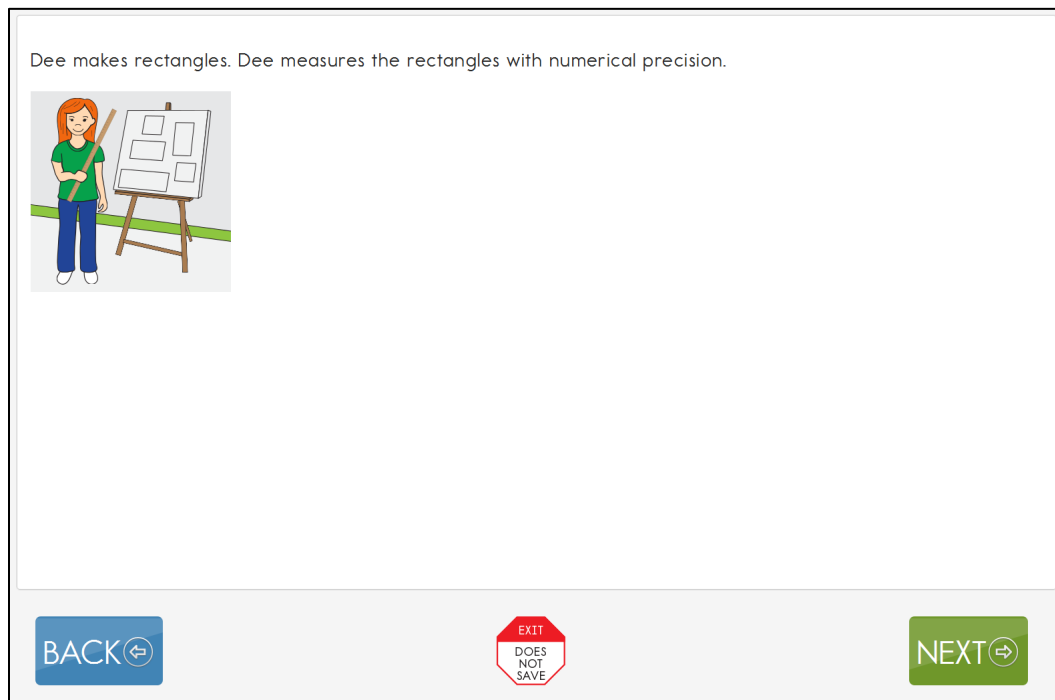 Dee makes rectangles. Dee measures the rectangles with numerical precision.
BACK
EXIT
DOES
NOT
SAVE
NEXT